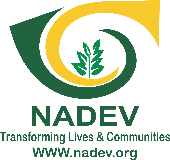 NADEV
Transforming Lives & Communities
WWW.nadev.org